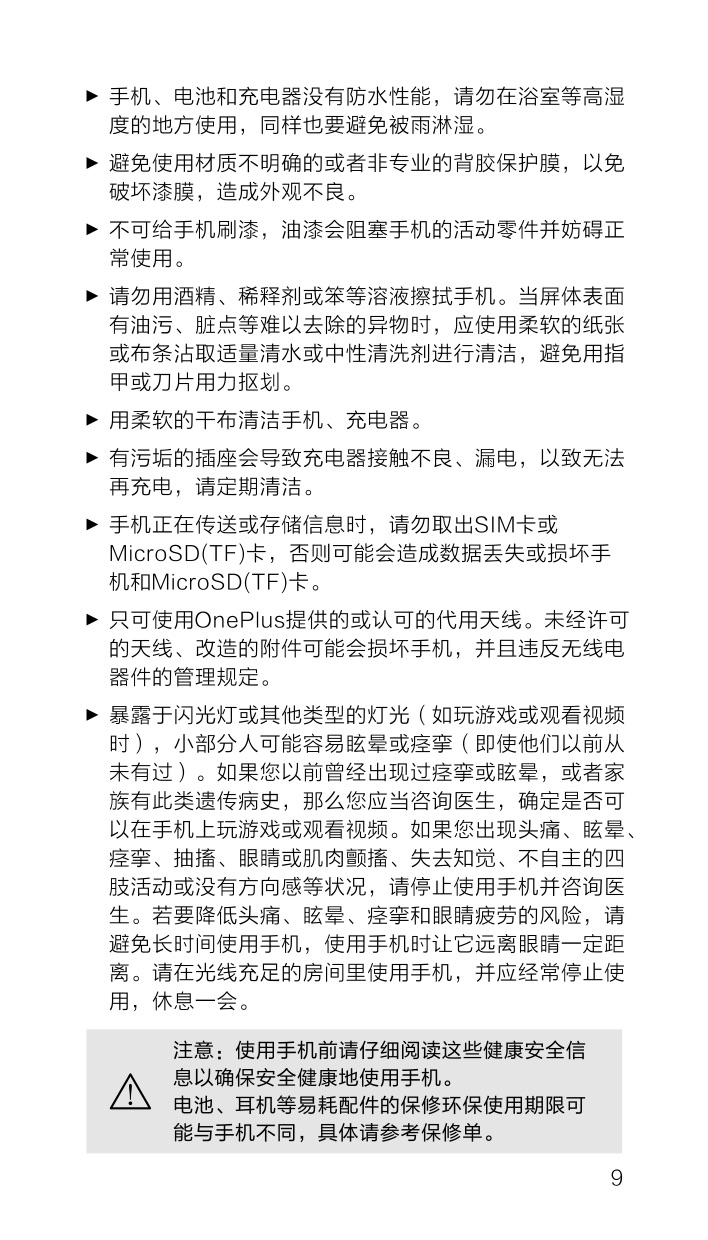 ▶ 手机、电池和充电器没有防水性能，请勿在浴室等高湿
度的地方使用，同样也要避免被雨淋湿。
▶ 避免使用材质不明确的或者非专业的背胶保护膜，以免
破坏漆膜，造成外观不良。
▶ 不可给手机刷漆，油漆会阻塞手机的活动零件并妨碍正
常使用。
▶ 请勿用酒精、稀释剂或笨等溶液擦拭手机。当屏体表面
有油污、脏点等难以去除的异物时，应使用柔软的纸张
或布条沾取适量清水或中性清洗剂进行清洁，避免用指
甲或刀片用力抠划。
▶ 用柔软的干布清洁手机、充电器。
▶ 有污垢的插座会导致充电器接触不良、漏电，以致无法
再充电，请定期清洁。
▶ 手机正在传送或存储信息时，请勿取出SIM卡或
MicroSD(TF)卡，否则可能会造成数据丢失或损坏手
机和MicroSD(TF)卡。
▶ 只可使用OnePlus提供的或认可的代用天线。未经许可
的天线、改造的附件可能会损坏手机，并且违反无线电
器件的管理规定。
▶ 暴露于闪光灯或其他类型的灯光（如玩游戏或观看视频
时），小部分人可能容易眩晕或痉挛（即使他们以前从
未有过）。如果您以前曾经出现过痉挛或眩晕，或者家
族有此类遗传病史，那么您应当咨询医生，确定是否可
以在手机上玩游戏或观看视频。如果您出现头痛、眩晕、
痉挛、抽搐、眼睛或肌肉颤搐、失去知觉、不自主的四
肢活动或没有方向感等状况，请停止使用手机并咨询医
生。若要降低头痛、眩晕、痉挛和眼睛疲劳的风险，请
避免长时间使用手机，使用手机时让它远离眼睛一定距
离。请在光线充足的房间里使用手机，并应经常停止使
用，休息一会。
注意：使用手机前请仔细阅读这些健康安全信
息以确保安全健康地使用手机。
电池、耳机等易耗配件的保修环保使用期限可
能与手机不同，具体请参考保修单。
9